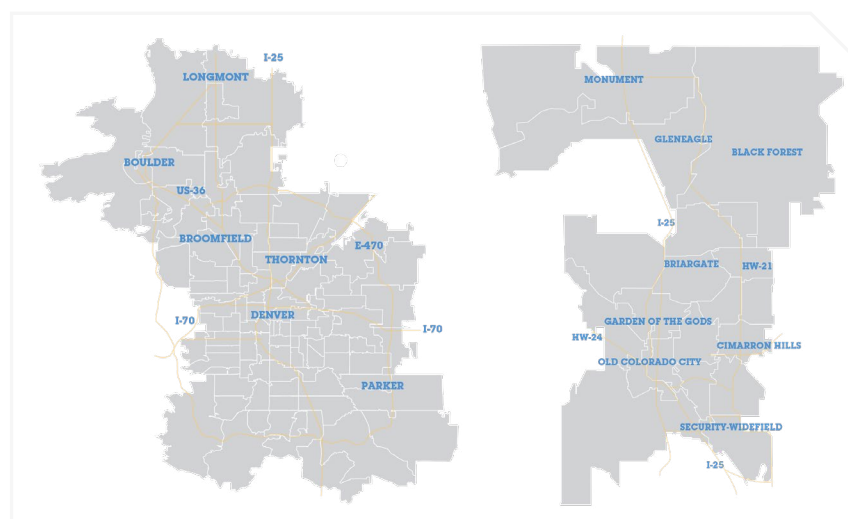 I-25
LONGMONT
BOULDER
US-36
BROOMFIELD
E-470
THORNTON
DENVER
I-70
I-70
PARKER
MONUMENT
GLENEAGLE
BLACK FOREST
I-25
BRIARGATE
HW-21
GARDEN OF THE GODS
HW-24
CIMARRON HILLS
OLD COLORADO CITY
SECURITY-WIDEFIELD
I-25